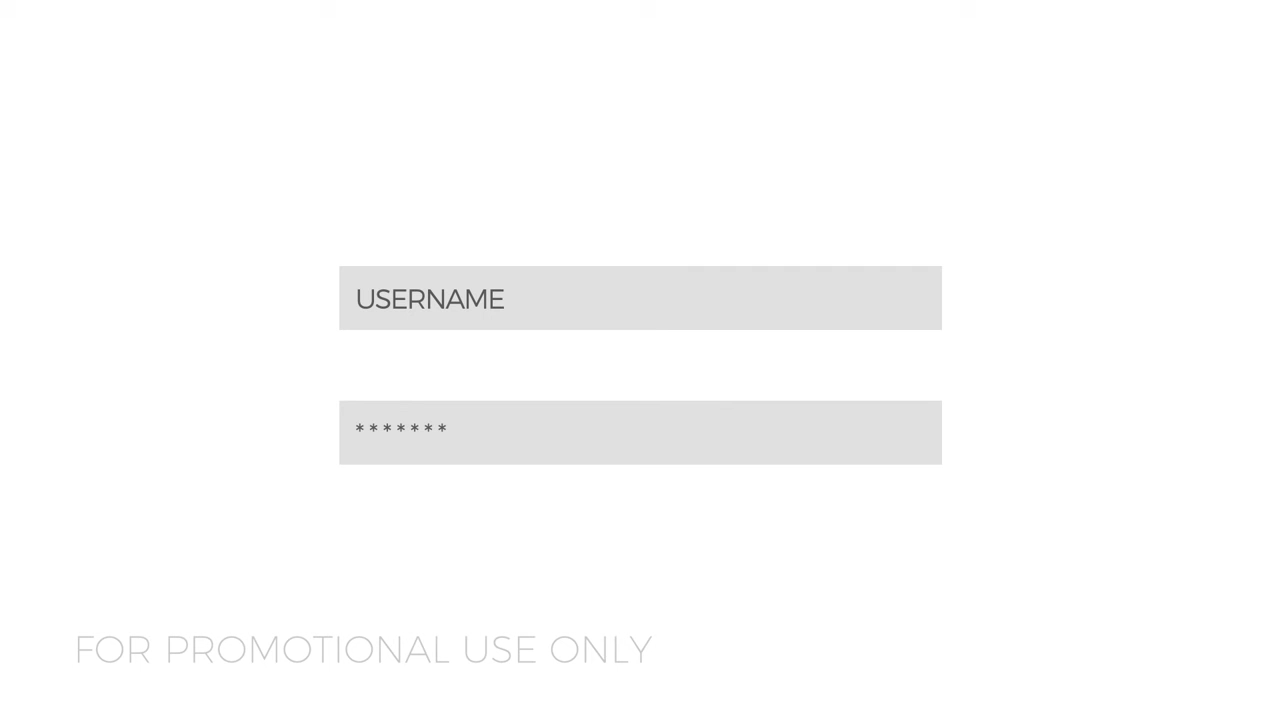 USERNAME
*******
FOR PROMOTIONAL USE ONLY